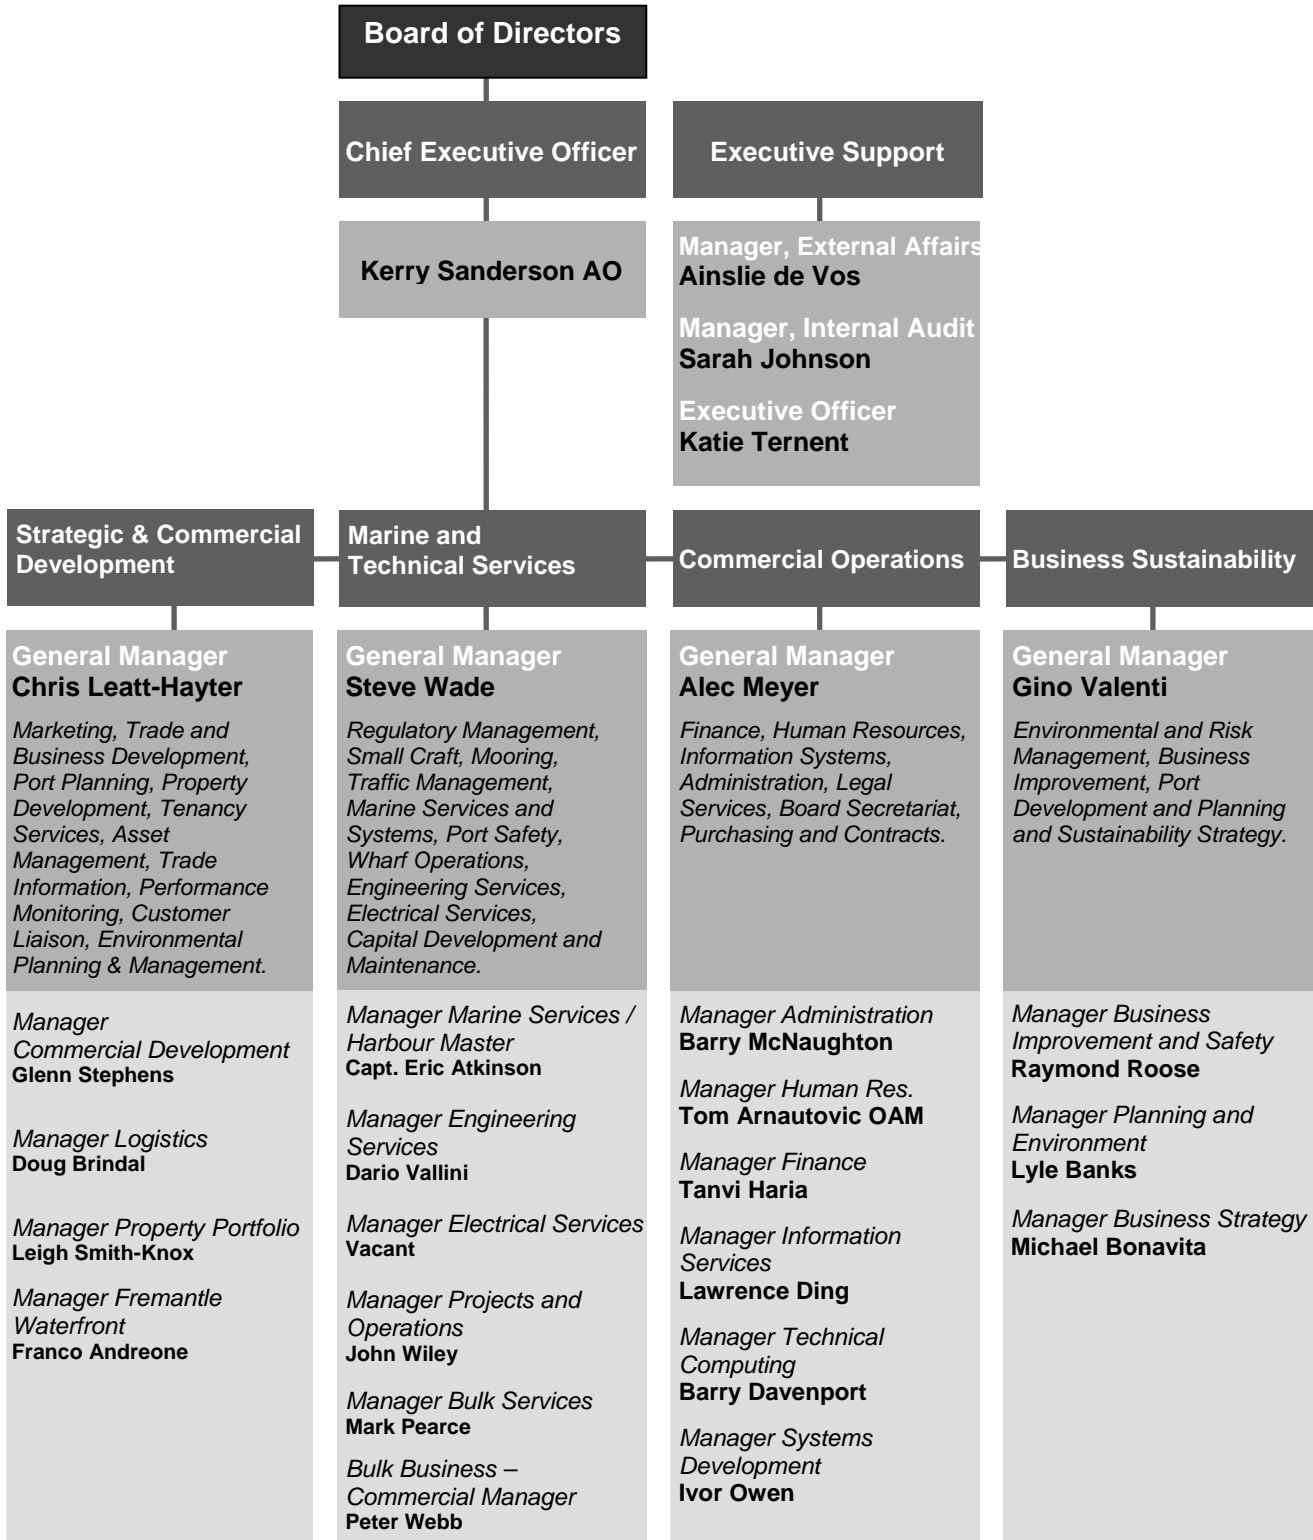 Board of Directors
Chief Executive Officer
Executive Support
Kerry Sanderson AO
Manager, External Affairs
Ainslie de Vos
Manager, Internal Audit
Sarah Johnson
Executive Officer
Katie Ternent
Strategic & Commercial
Development
Marine and
Technical Services
Commercial Operations
Business Sustainability
General Manager
Chris Leatt-Hayter
Marketing, Trade and
Business Development,
Port Planning, Property
Development, Tenancy
Services, Asset
Management, Trade
Information, Performance
Monitoring, Customer
Liaison, Environmental
Planning & Management.
Manager
Commercial Development
Glenn Stephens
Manager Logistics
Doug Brindal
Manager Property Portfolio
Leigh Smith-Knox
Manager Fremantle
Waterfront
Franco Andreone
General Manager
Steve Wade
Regulatory Management,
Small Craft, Mooring,
Traffic Management,
Marine Services and
Systems, Port Safety,
Wharf Operations,
Engineering Services,
Electrical Services,
Capital Development and
Maintenance.
Manager Marine Services /
Harbour Master
Capt. Eric Atkinson
Manager Engineering
Services
Dario Vallini
Manager Electrical Services
Vacant
Manager Projects and
Operations
John Wiley
Manager Bulk Services
Mark Pearce
Bulk Business –
Commercial Manager
Peter Webb
General Manager
Alec Meyer
Finance, Human Resources,
Information Systems,
Administration, Legal
Services, Board Secretariat,
Purchasing and Contracts.
Manager Administration
Barry McNaughton
Manager Human Res.
Tom Arnautovic OAM
Manager Finance
Tanvi Haria
Manager Information
Services
Lawrence Ding
Manager Technical
Computing
Barry Davenport
Manager Systems
Development
Ivor Owen
General Manager
Gino Valenti
Environmental and Risk
Management, Business
Improvement, Port
Development and Planning
and Sustainability Strategy.
Manager Business
Improvement and Safety
Raymond Roose
Manager Planning and
Environment
Lyle Banks
Manager Business Strategy
Michael Bonavita